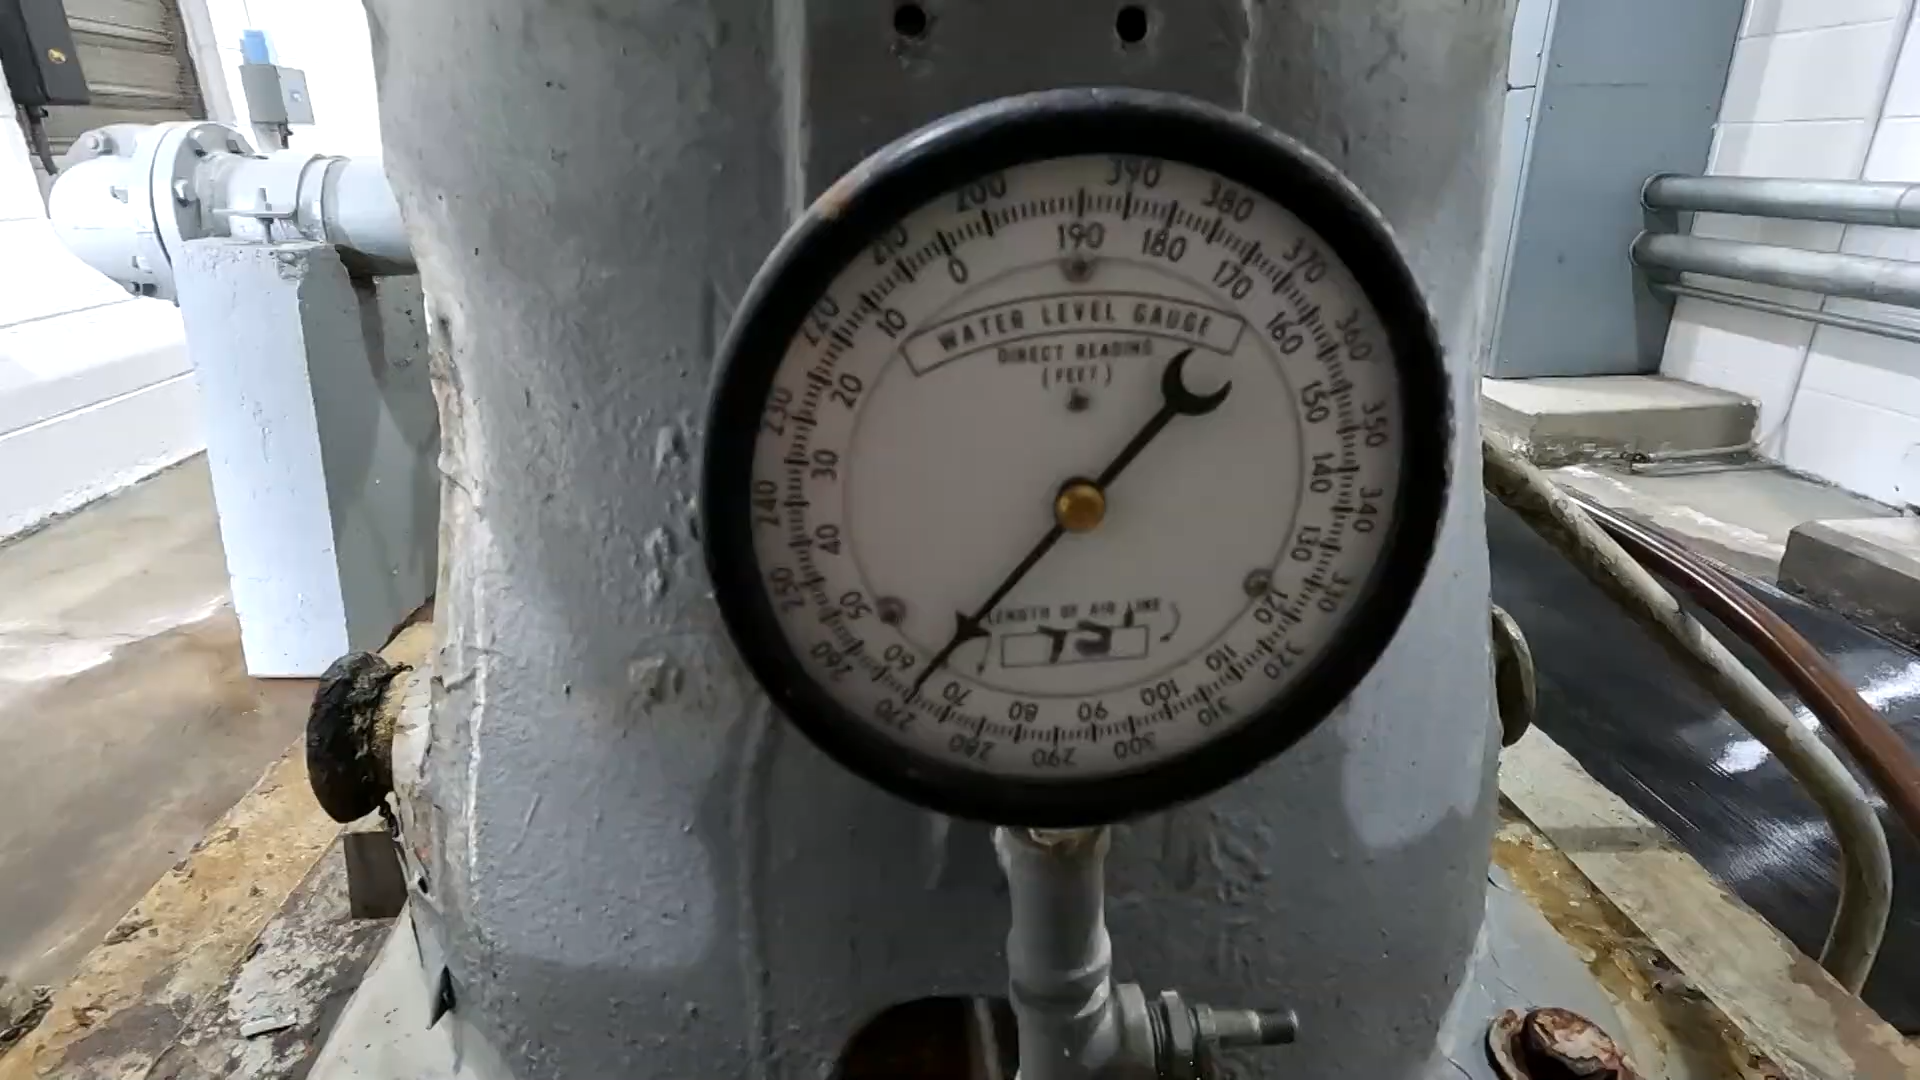 390
200 380
210 190 180 370
0 170
220 10 160 360
WATER LEVEL GAUGE
DIRECT READING
(FEET)
230 20 150 350
30 140
240 340
40 130
250 50 120 330
LENGTH OF AIR LINE
260 60 110 320
70 100
270 80 90 310
280 290 300